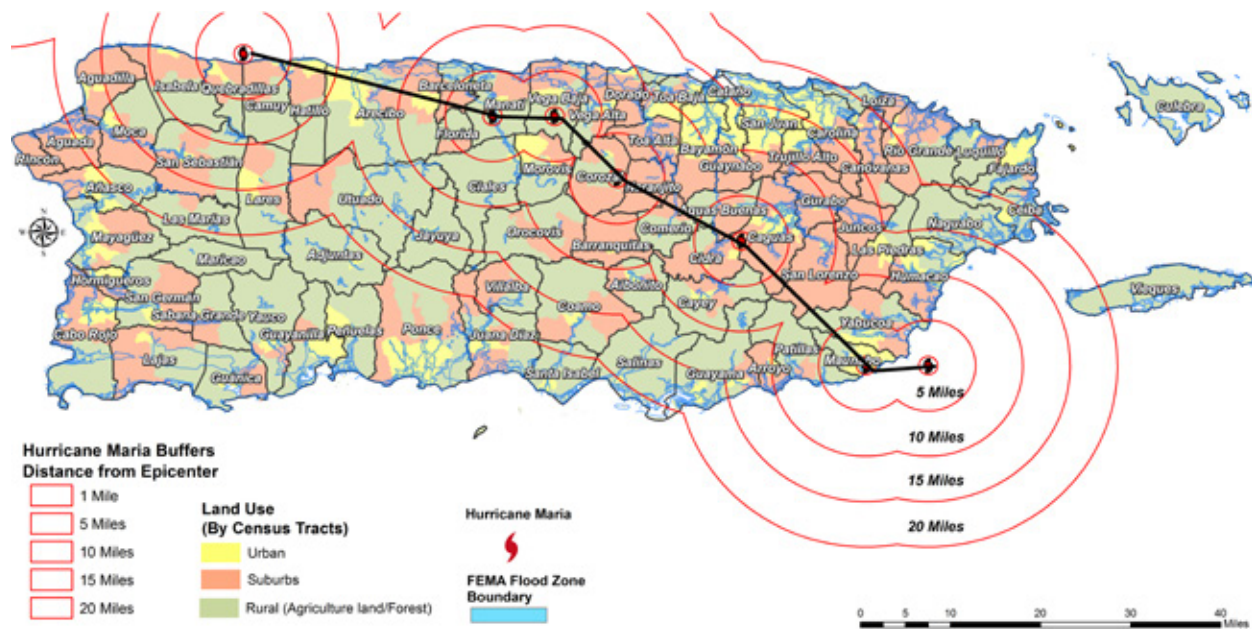 Aguadilla
Isabela
Quebradillas
Camuy
Hatillo
Arecibo
Barceloneta
Manati
Vega Baja
Vega Alta
Dorado
Toa Baja
Cataño
San Juan
Carolina
Loiza
Rio Grande
Luquillo
Fajardo
Culebra
Aguada
Moca
Rincón
San Sebastián
Florida
Morovis
Ciales
Corozal
Toa Alta
Naranjito
Bayamón
Guaynabo
Trujillo Alto
Canovanas
Ceiba
Añasco
Lares
Utuado
Jayuya
Orocovis
Barranquitas
Comerío
Aguas Buenas
Caguas
Gurabo
Juncos
Naguabo
Las Piedras
Humacao
Vieques
Las Marias
Mayagüez
Maricao
Adjuntas
Villalba
Coamo
Aibonito
Cidra
Cayey
San Lorenzo
Yabucoa
Hormigueros
San Germán
Sabana Grande
Yauco
Guayanilla
Peñuelas
Ponce
Juana Díaz
Cabo Rojo
Lajas
Guánica
Santa Isabel
Salinas
Guayama
Arroyo
Patillas
N
W
E
S
5 Miles
10 Miles
15 Miles
20 Miles
Hurricane Maria Buffers
Distance from Epicenter
1 Mile
5 Miles
10 Miles
15 Miles
20 Miles
Land Use
(By Census Tracts)
Urban
Suburbs
Rural (Agriculture land/Forest)
Hurricane Maria
FEMA Flood Zone
Boundary
0 5 10 20 30 40
Miles